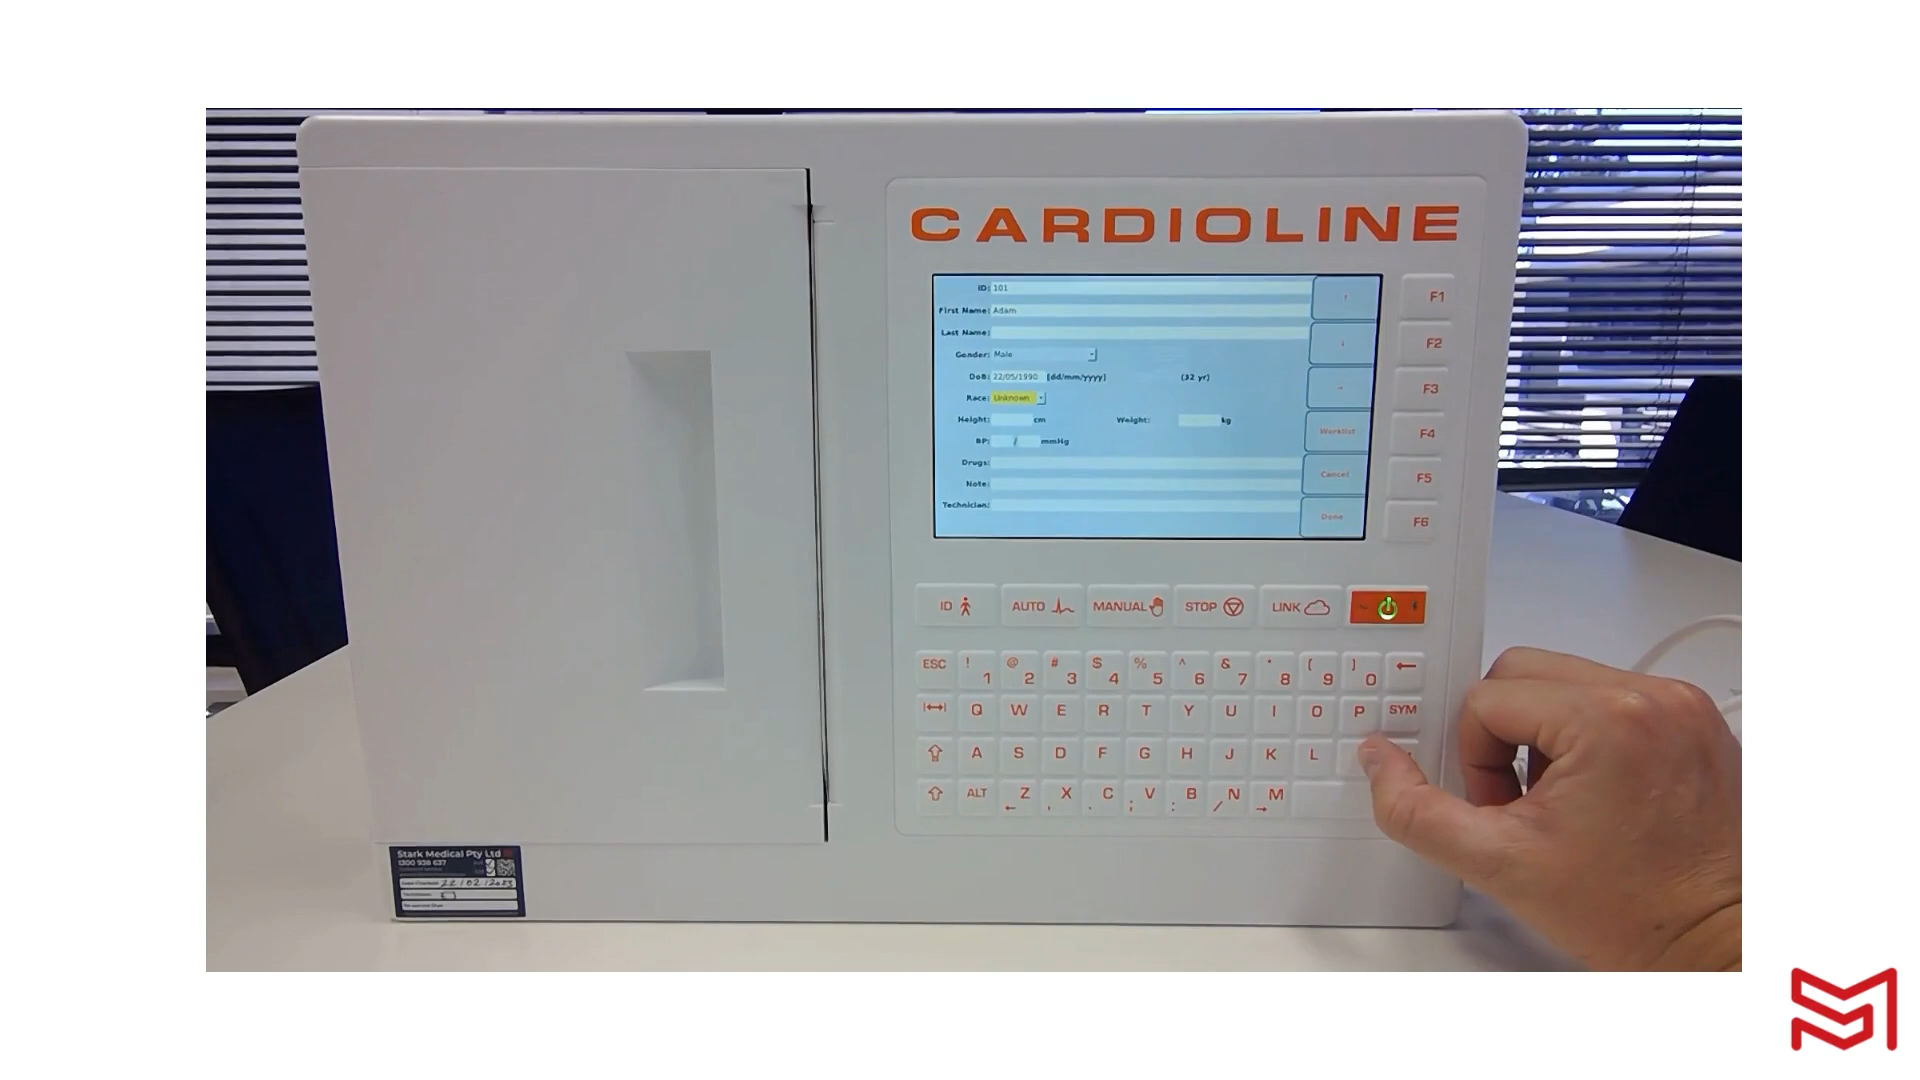 CARDIOLINE
ID: 101
First Name: Adam
Last Name:
Gender: Male
DoB: 22/05/1990 (dd/mm/yyyy) (32 yr)
Race: Unknown
Height: cm Weight: kg
BP: / mmHg
Drugs:
Note:
Technician:
↑
↓
→
Worklist
Cancel
Done
F1
F2
F3
F4
F5
F6
ID AUTO MANUAL STOP LINK
ESC ! 1 @ 2 # 3 $ 4 % 5 ^ 6 & 7 * 8 ( 9 ) 0 ←
Q W E R T Y U I O P SYM
A S D F G H J K L
ALT ← Z , X . C ; V : B / N → M
Stark Medical Pty Ltd
1300 938 637
22/02/2023